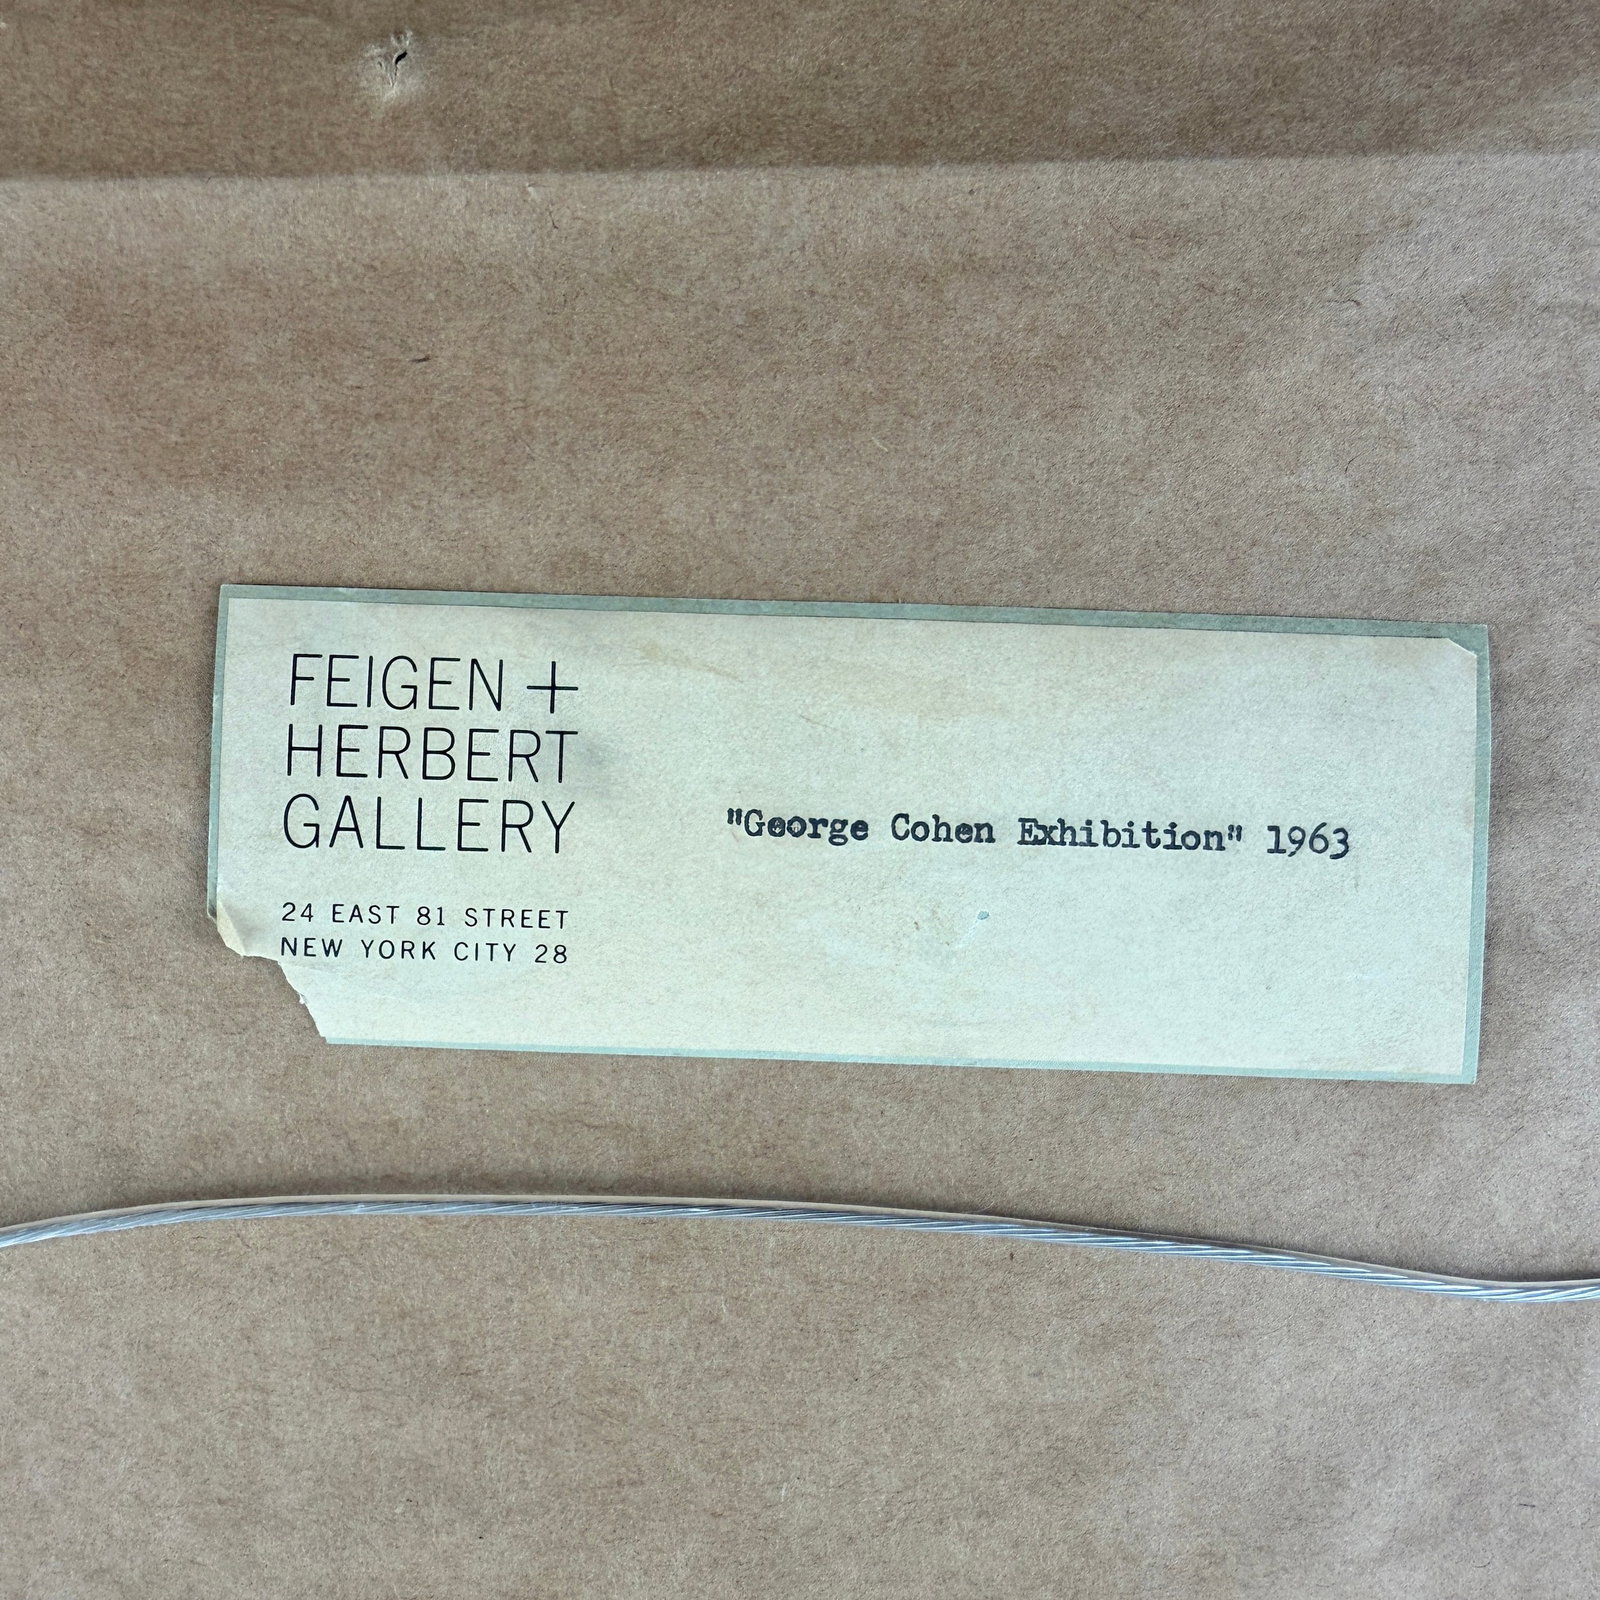 FEIGEN +
HERBERT
GALLERY
24 EAST 81 STREET
NEW YORK CITY 28
"George Cohen Exhibition" 1963